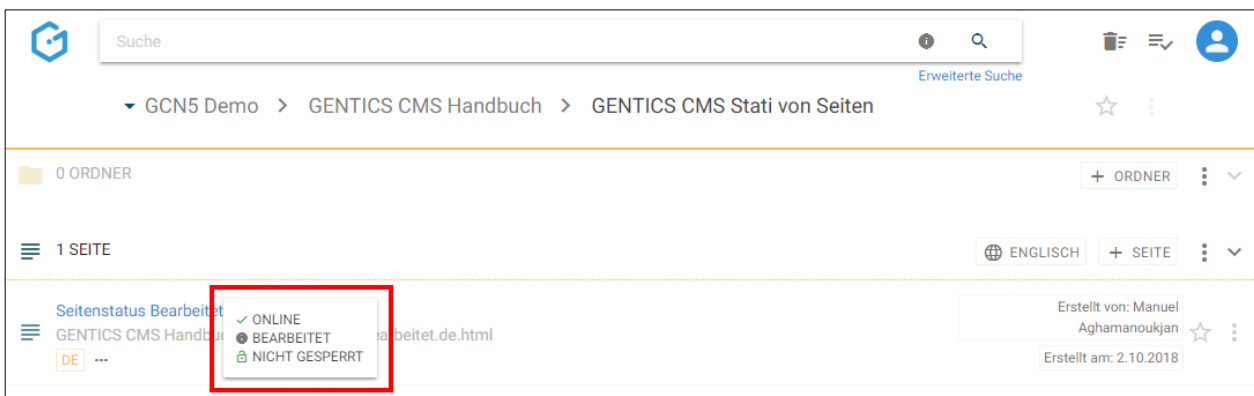 Suche
Erweiterte Suche
GCN5 Demo > GENTICS CMS Handbuch > GENTICS CMS Stati von Seiten
0 ORDNER
+ ORDNER
1 SEITE
ENGLISCH
+ SEITE
Seitenstatus Bearbeitet
GENTICS CMS Handbu
earbeitet.de.html
DE ...
ONLINE
BEARBEITET
NICHT GESPERRT
Erstellt von: Manuel
Aghamanoukjan
Erstellt am: 2.10.2018